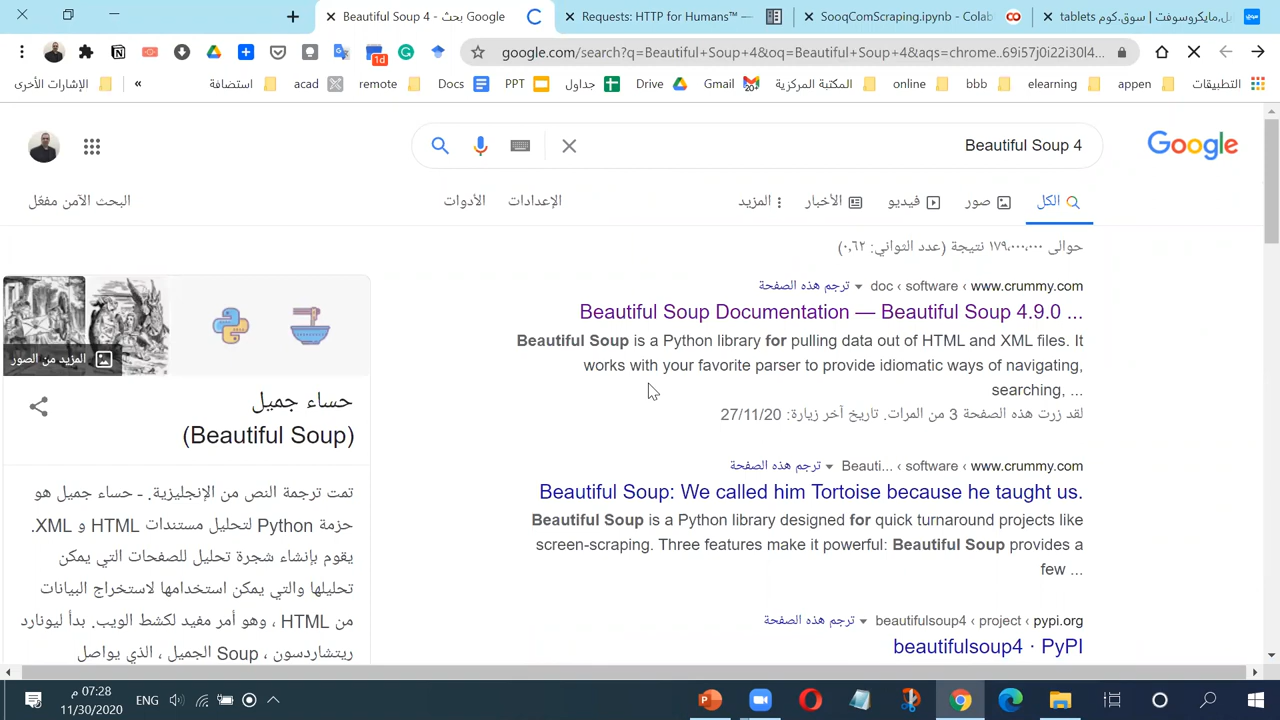 Beautiful Soup 4 - بحث Google
Requests: HTTP for Humans™ —
SooqComScraping.ipynb - Colab
tablets سوق.كوم | مايكروسوفت
google.com/search?q=Beautiful+Soup+4&oq=Beautiful+Soup+4&aqs=chrome..69i57j0i22i30l4...
1d
التطبيقات
appen
elearning
bbb
online
المكتبة المركزية
Gmail
20+
Drive
جداول
PPT
Docs
remote
acad
استضافة
»
الإشارات الأخرى
Google
Beautiful Soup 4
الكل
صور
فيديو
الأخبار
المزيد
الإعدادات
الأدوات
البحث الآمن مفعّل
حوالى ١٧٩,٠٠٠,٠٠٠ نتيجة (عدد الثواني: ٠,٦٢)
www.crummy.com › software › doc ترجم هذه الصفحة
Beautiful Soup Documentation — Beautiful Soup 4.9.0 ...
Beautiful Soup is a Python library for pulling data out of HTML and XML files. It
works with your favorite parser to provide idiomatic ways of navigating,
searching, ...
لقد زرت هذه الصفحة 3 من المرات. تاريخ آخر زيارة: 27/11/20
www.crummy.com › software › Beauti... ترجم هذه الصفحة
Beautiful Soup: We called him Tortoise because he taught us.
Beautiful Soup is a Python library designed for quick turnaround projects like
screen-scraping. Three features make it powerful: Beautiful Soup provides a
few ...
pypi.org › project › beautifulsoup4 ترجم هذه الصفحة
beautifulsoup4 · PyPI
المزيد من الصور
حساء جميل
(Beautiful Soup)
تمت ترجمة النص من الإنجليزية. - حساء جميل هو
حزمة Python لتحليل مستندات HTML و XML.
يقوم بإنشاء شجرة تحليل للصفحات التي يمكن
تحليلها والتي يمكن استخدامها لاستخراج البيانات
من HTML ، وهو أمر مفيد لكشط الويب. بدأ ليونارد
ريتشاردسون ، Soup الجميل ، الذي يواصل
07:28 م
11/30/2020
ENG